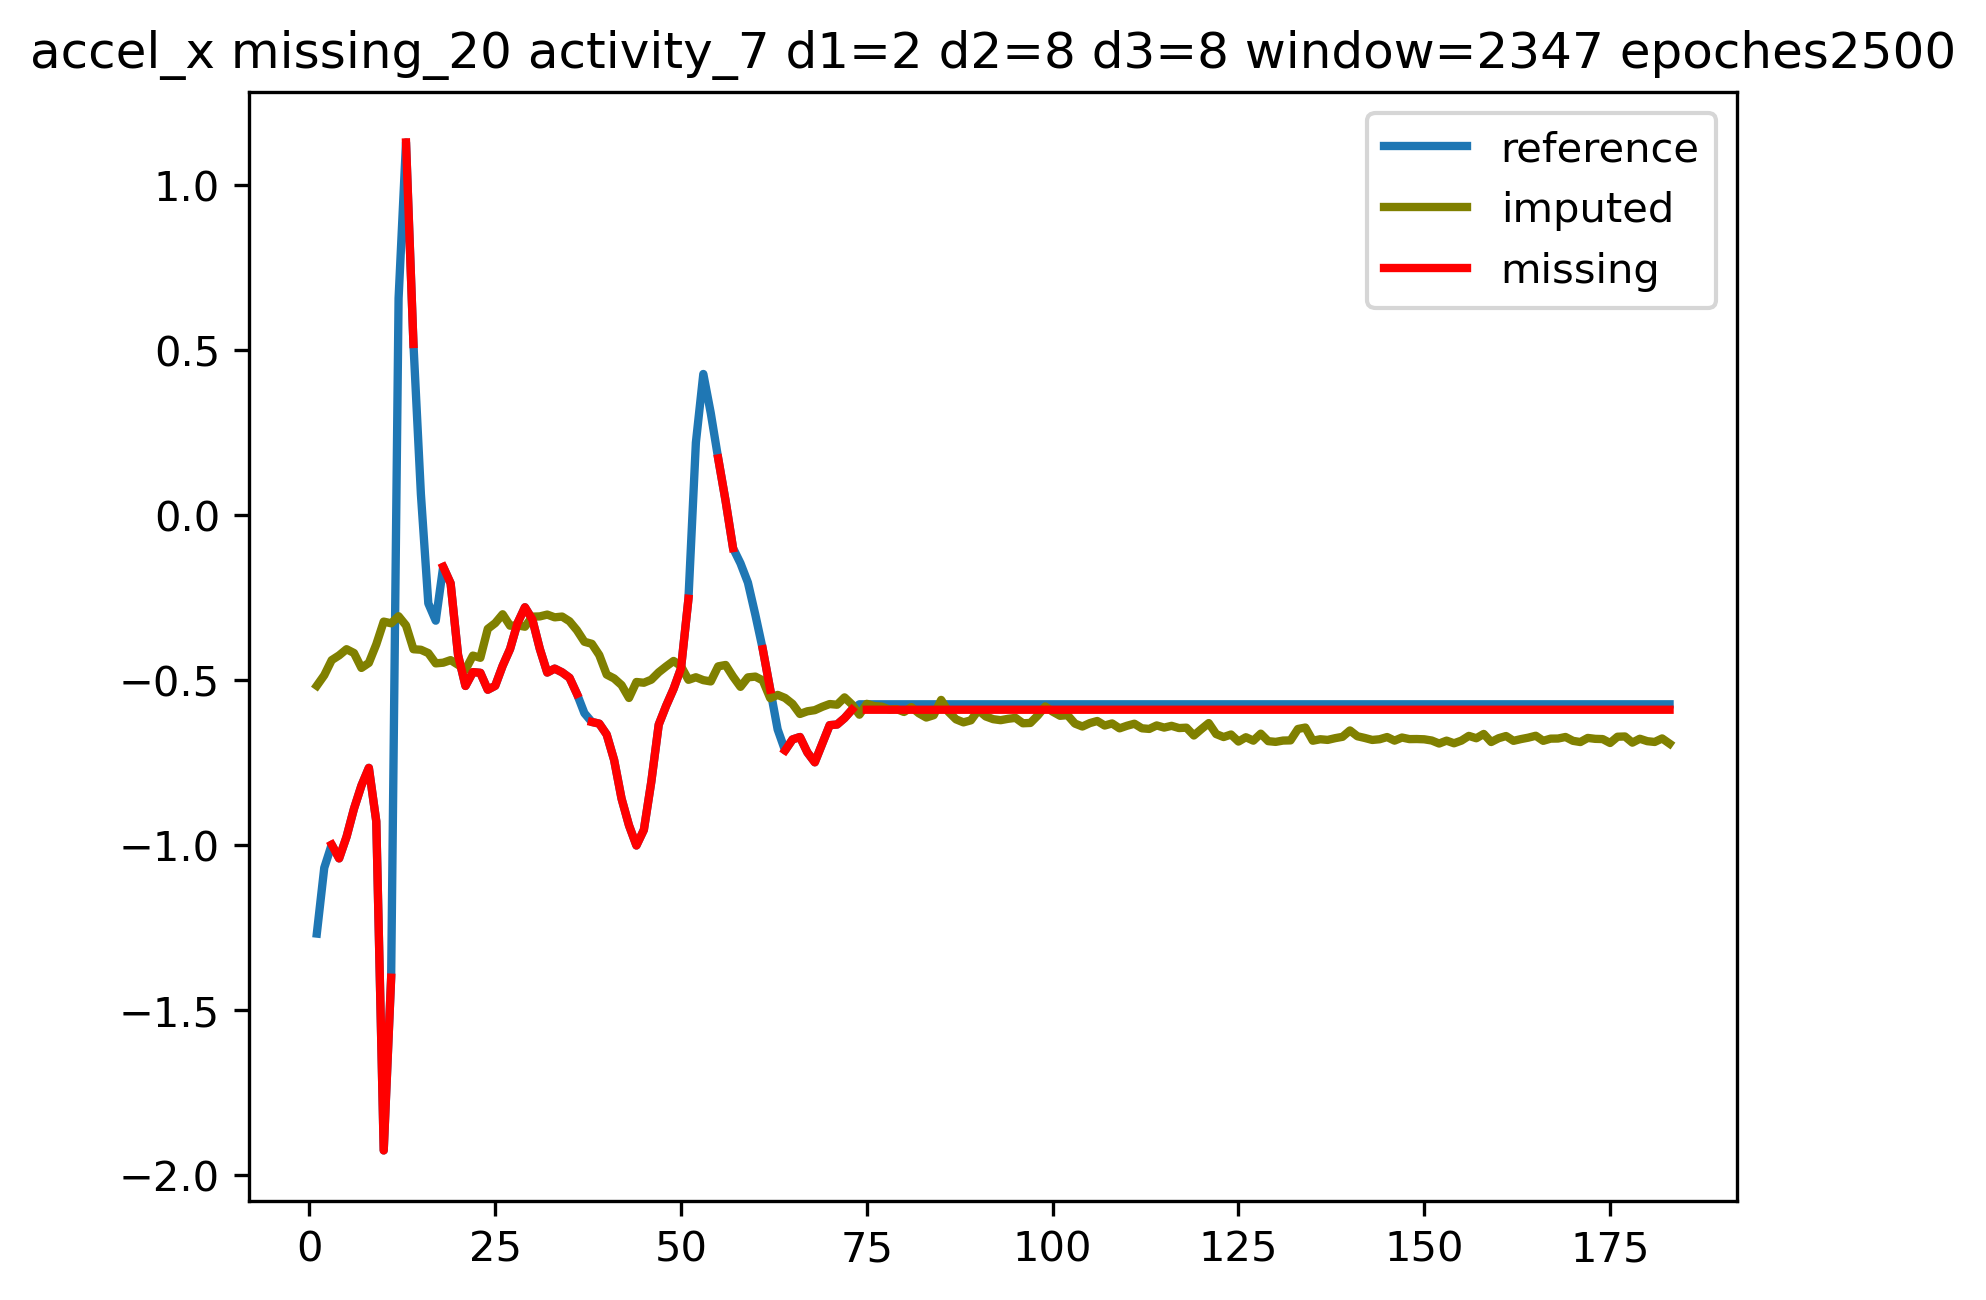 accel_x missing_20 activity_7 d1=2 d2=8 d3=8 window=2347 epoches2500
reference
imputed
missing
1.0
0.5
0.0
−0.5
−1.0
−1.5
−2.0
0 25 50 75 100 125 150 175